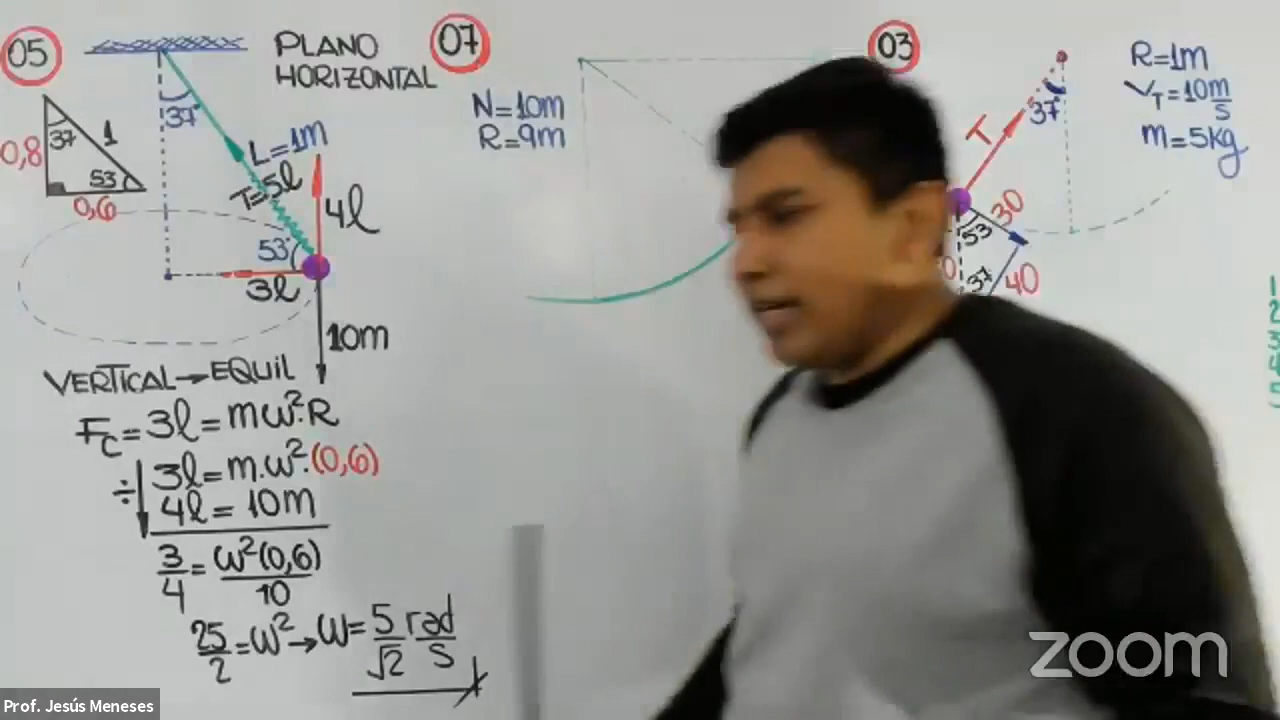 05
PLANO
HORIZONTAL
37
L=1m
T=5l
4l
53
3l
10m
0,8
37
1
53
0,6
VERTICAL→EQUIL
Fc=3l=mω²·R
÷
3l=m.ω².(0,6)
4l=10m
3/4=ω²(0,6)/10
25/2=ω²→ω=5/√2 rad/s
07
N=10m
R=9m
03
R=1m
VT=10m/s
m=5kg
T
37
30
53
37
40
zoom
Prof. Jesús Meneses